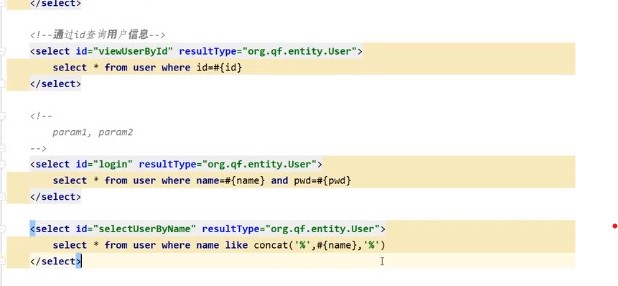 </select>
<!--通过id查询用户信息-->
<select id="viewUserById" resultType="org.qf.entity.User">
select * from user where id=#{id}
</select>
<!--
param1, param2
-->
<select id="login" resultType="org.qf.entity.User">
select * from user where name=#{name} and pwd=#{pwd}
</select>
<select id="selectUserByName" resultType="org.qf.entity.User">
select * from user where name like concat('%',#{name},'%')
</select>